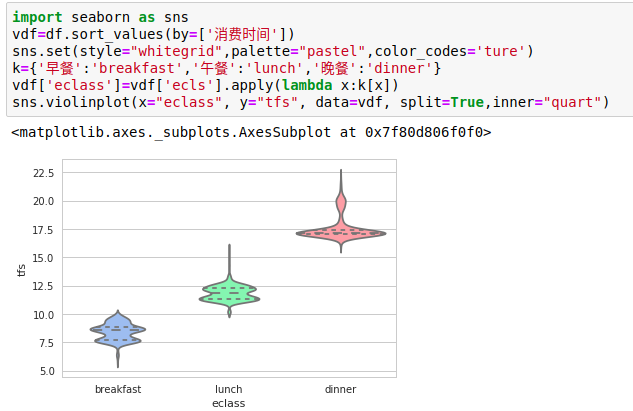 import seaborn as sns
vdf=df.sort_values(by=['消费时间'])
sns.set(style="whitegrid",palette="pastel",color_codes='ture')
k={'早餐':'breakfast','午餐':'lunch','晚餐':'dinner'}
vdf['eclass']=vdf['ecls'].apply(lambda x:k[x])
sns.violinplot(x="eclass", y="tfs", data=vdf, split=True,inner="quart")
<matplotlib.axes._subplots.AxesSubplot at 0x7f80d806f0f0>
22.5
20.0
17.5
15.0
12.5
10.0
7.5
5.0
tfs
breakfast lunch dinner
eclass